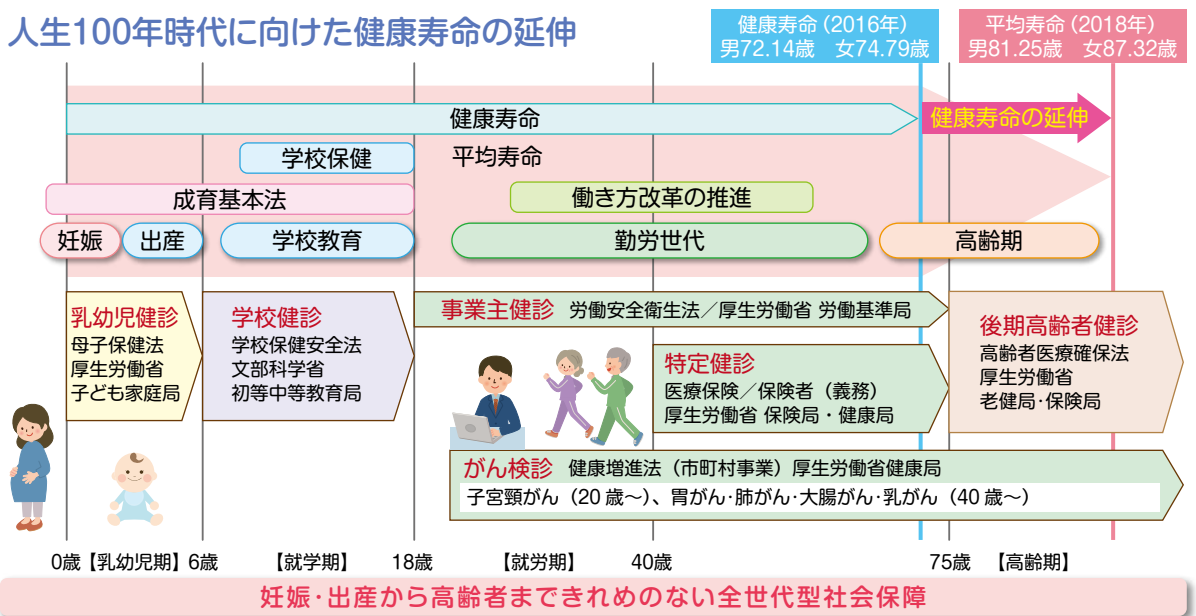 人生100年時代に向けた健康寿命の延伸
健康寿命（2016年）
男72.14歳　女74.79歳
平均寿命（2018年）
男81.25歳　女87.32歳
健康寿命
健康寿命の延伸
学校保健
平均寿命
成育基本法
働き方改革の推進
妊娠
出産
学校教育
勤労世代
高齢期
乳幼児健診
母子保健法
厚生労働省
子ども家庭局
学校健診
学校保健安全法
文部科学省
初等中等教育局
事業主健診　労働安全衛生法／厚生労働省 労働基準局
特定健診
医療保険／保険者（義務）
厚生労働省 保険局・健康局
後期高齢者健診
高齢者医療確保法
厚生労働省
老健局・保険局
がん検診　健康増進法（市町村事業）厚生労働省健康局
子宮頸がん（20歳～）、胃がん・肺がん・大腸がん・乳がん（40歳～）
0歳【乳幼児期】6歳　【就学期】　18歳　【就労期】　40歳　75歳　【高齢期】
妊娠・出産から高齢者まできれめのない全世代型社会保障